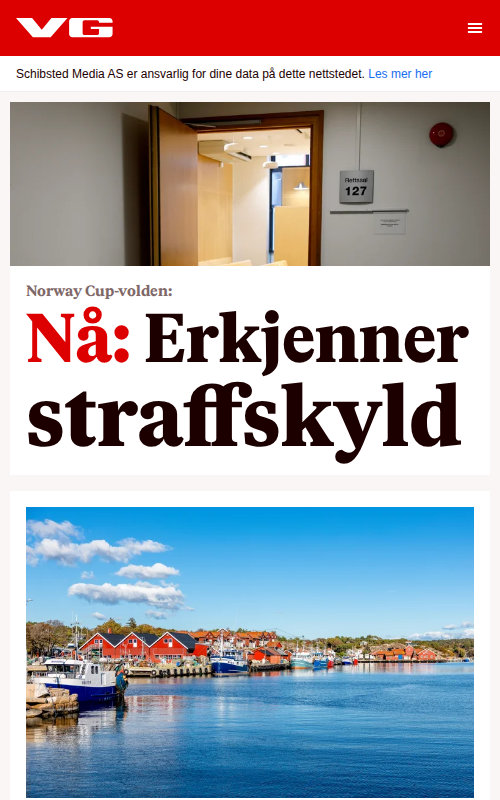 VG
Schibsted Media AS er ansvarlig for dine data på dette nettstedet. Les mer her
Rettssal
127
Norway Cup-volden:
Nå: Erkjenner
straffskyld